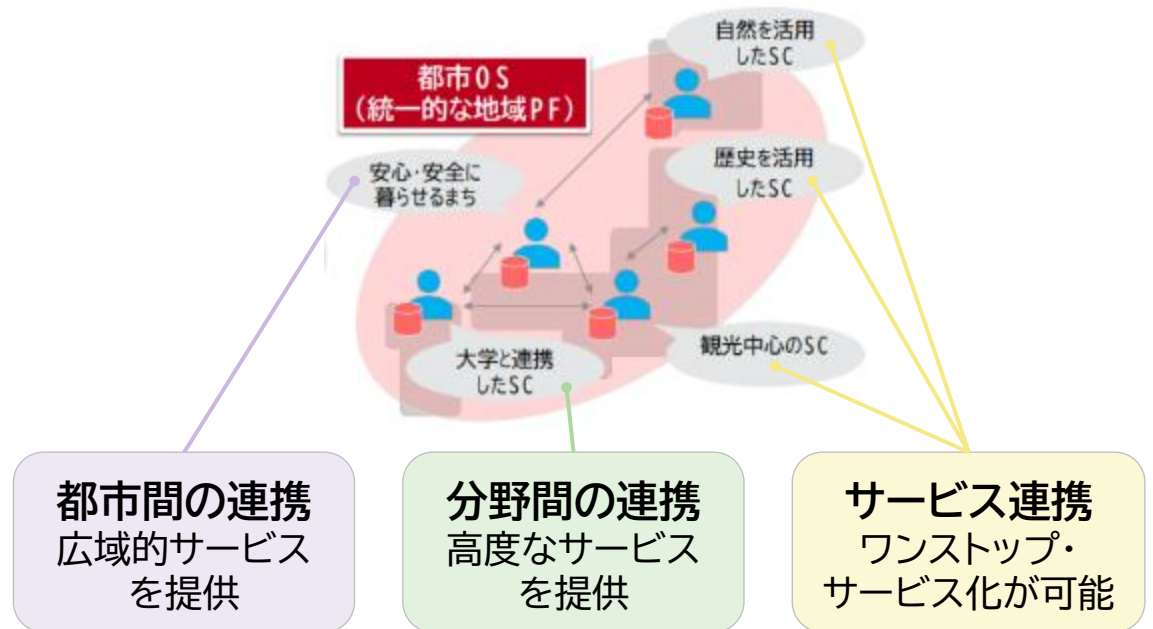 自然を活用
したSC
都市OS
(統一的な地域PF)
安心・安全に
暮らせるまち
歴史を活用
したSC
観光中心のSC
大学と連携
したSC
都市間の連携
広域的サービス
を提供
分野間の連携
高度なサービス
を提供
サービス連携
ワンストップ・
サービス化が可能